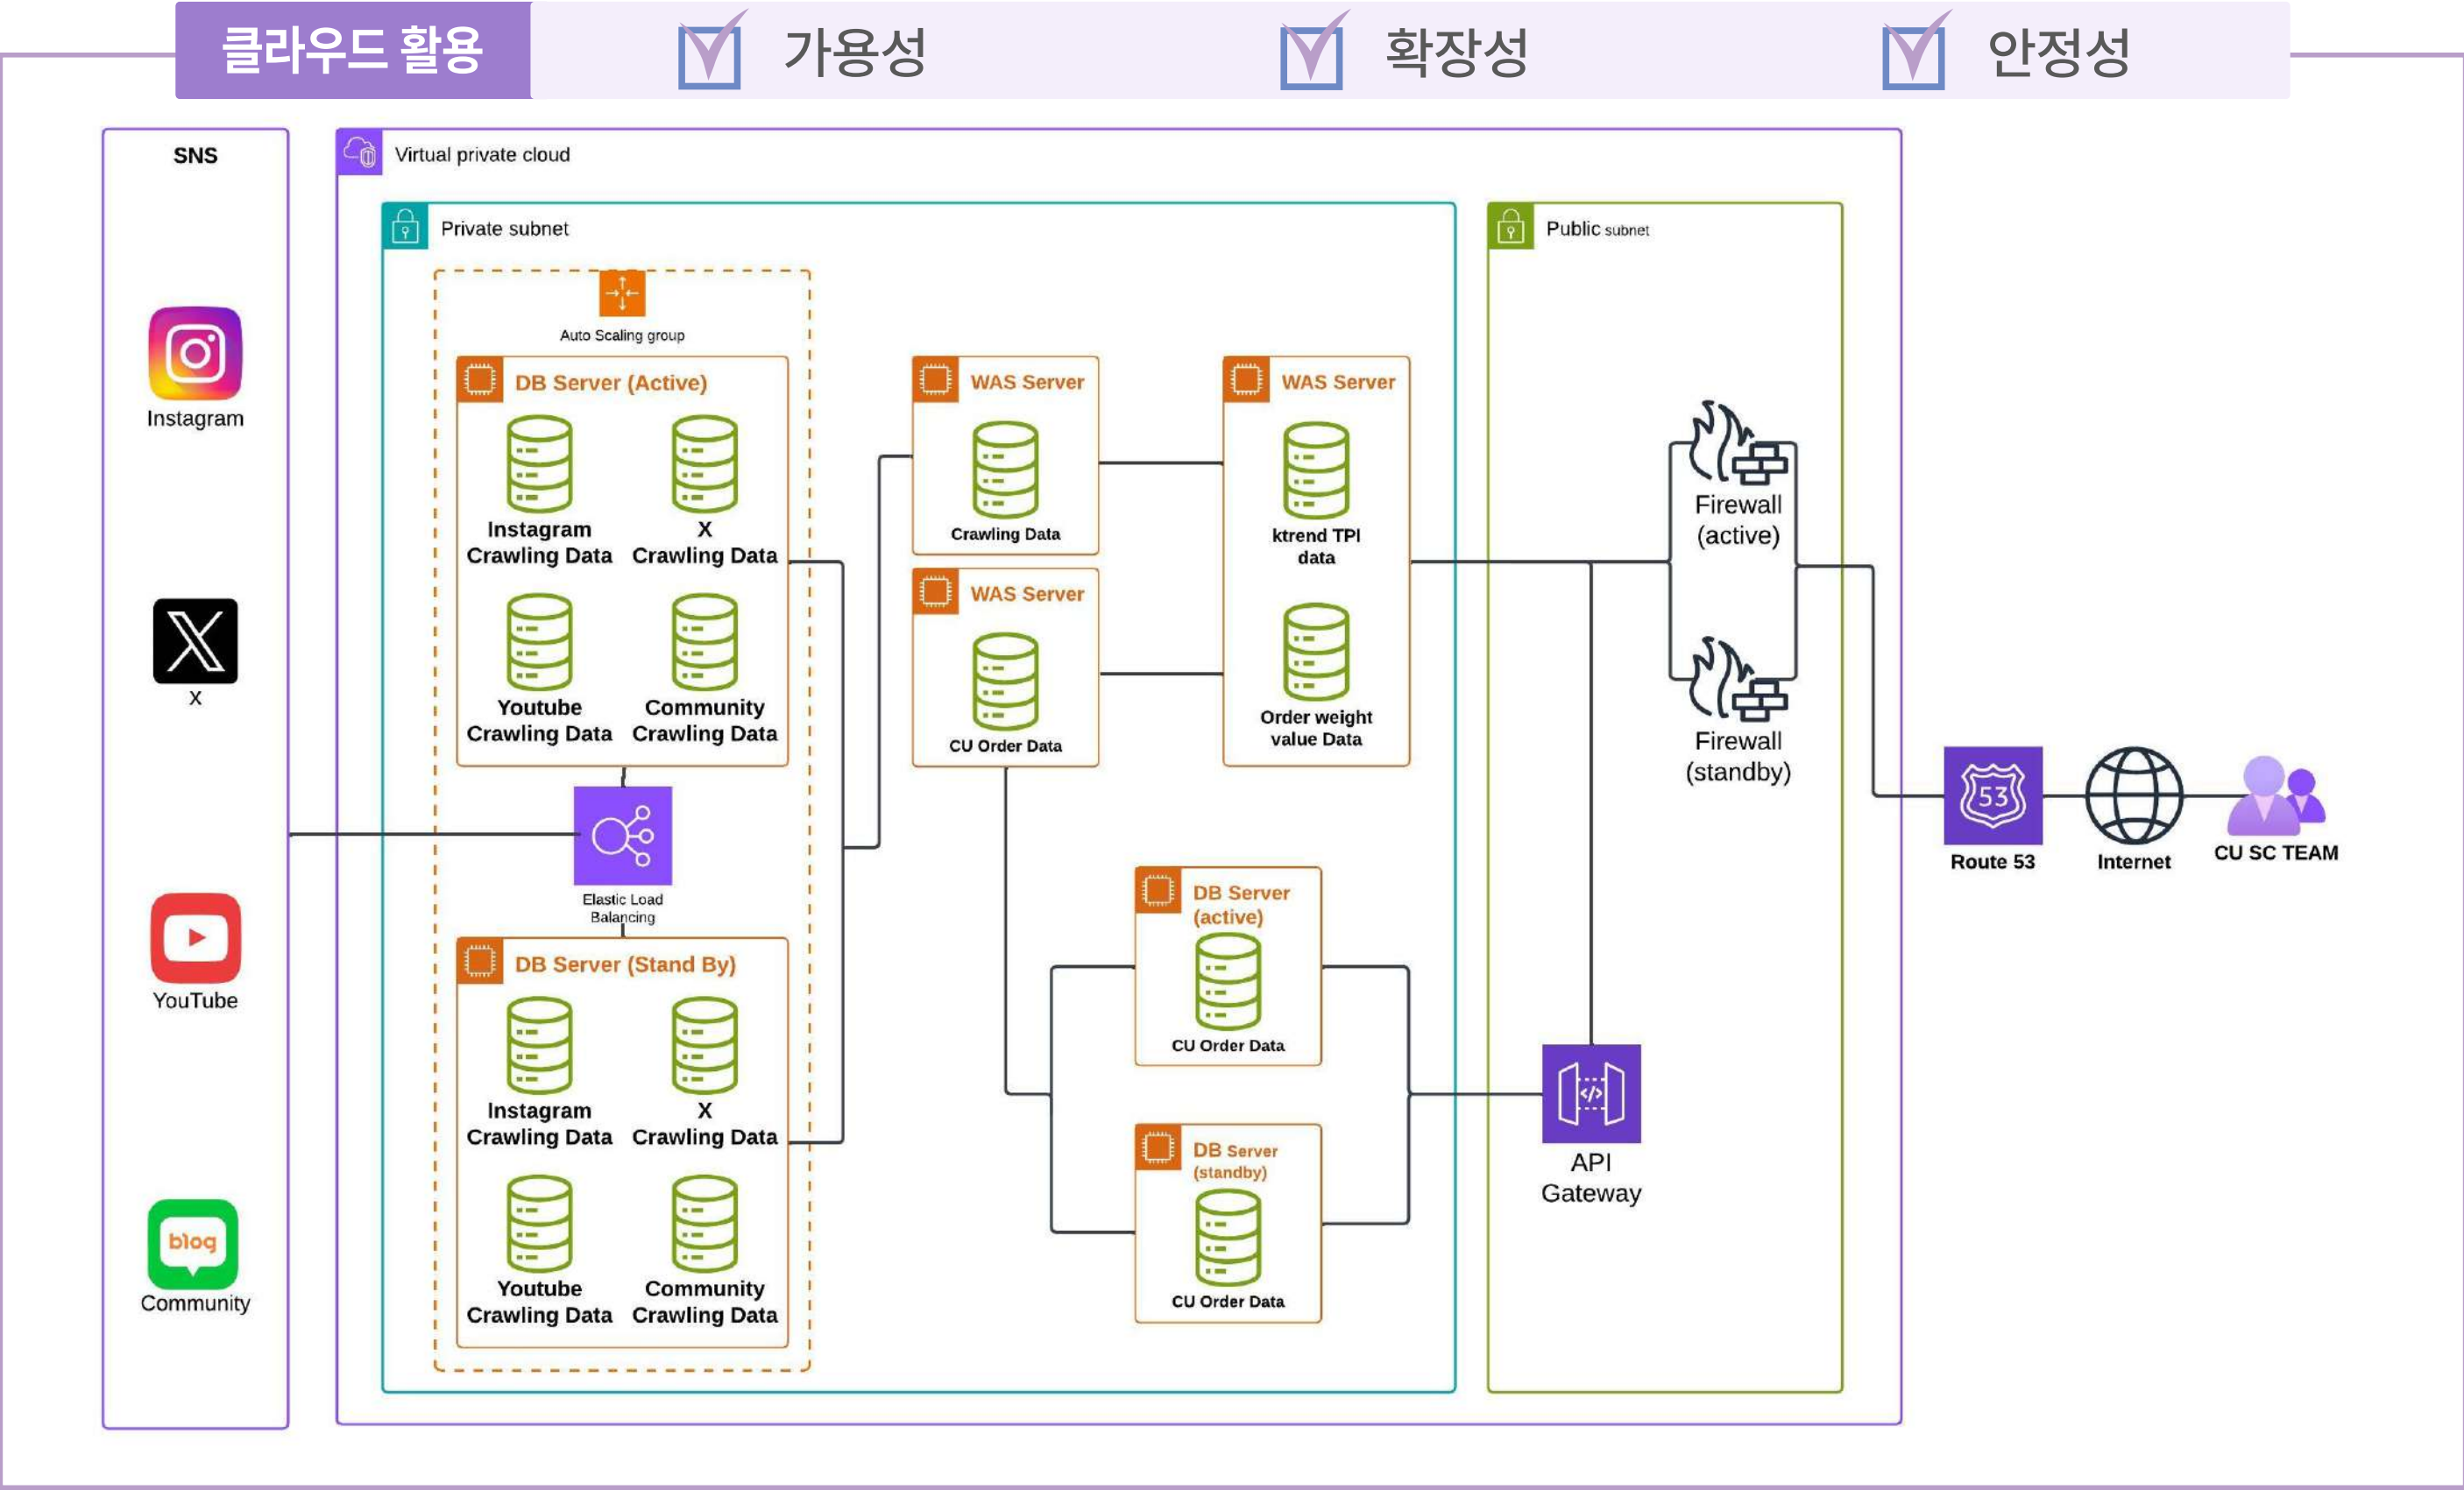 클라우드 활용
가용성
확장성
안정성
SNS
Instagram
X
YouTube
blog
Community
Virtual private cloud
Private subnet
Auto Scaling group
DB Server (Active)
Instagram
Crawling Data
X
Crawling Data
Youtube
Crawling Data
Community
Crawling Data
Elastic Load
Balancing
DB Server (Stand By)
Instagram
Crawling Data
X
Crawling Data
Youtube
Crawling Data
Community
Crawling Data
WAS Server
Crawling Data
WAS Server
CU Order Data
WAS Server
ktrend TPI
data
Order weight
value Data
DB Server
(active)
CU Order Data
DB Server
(standby)
CU Order Data
Public subnet
Firewall
(active)
Firewall
(standby)
API
Gateway
53
Route 53
Internet
CU SC TEAM